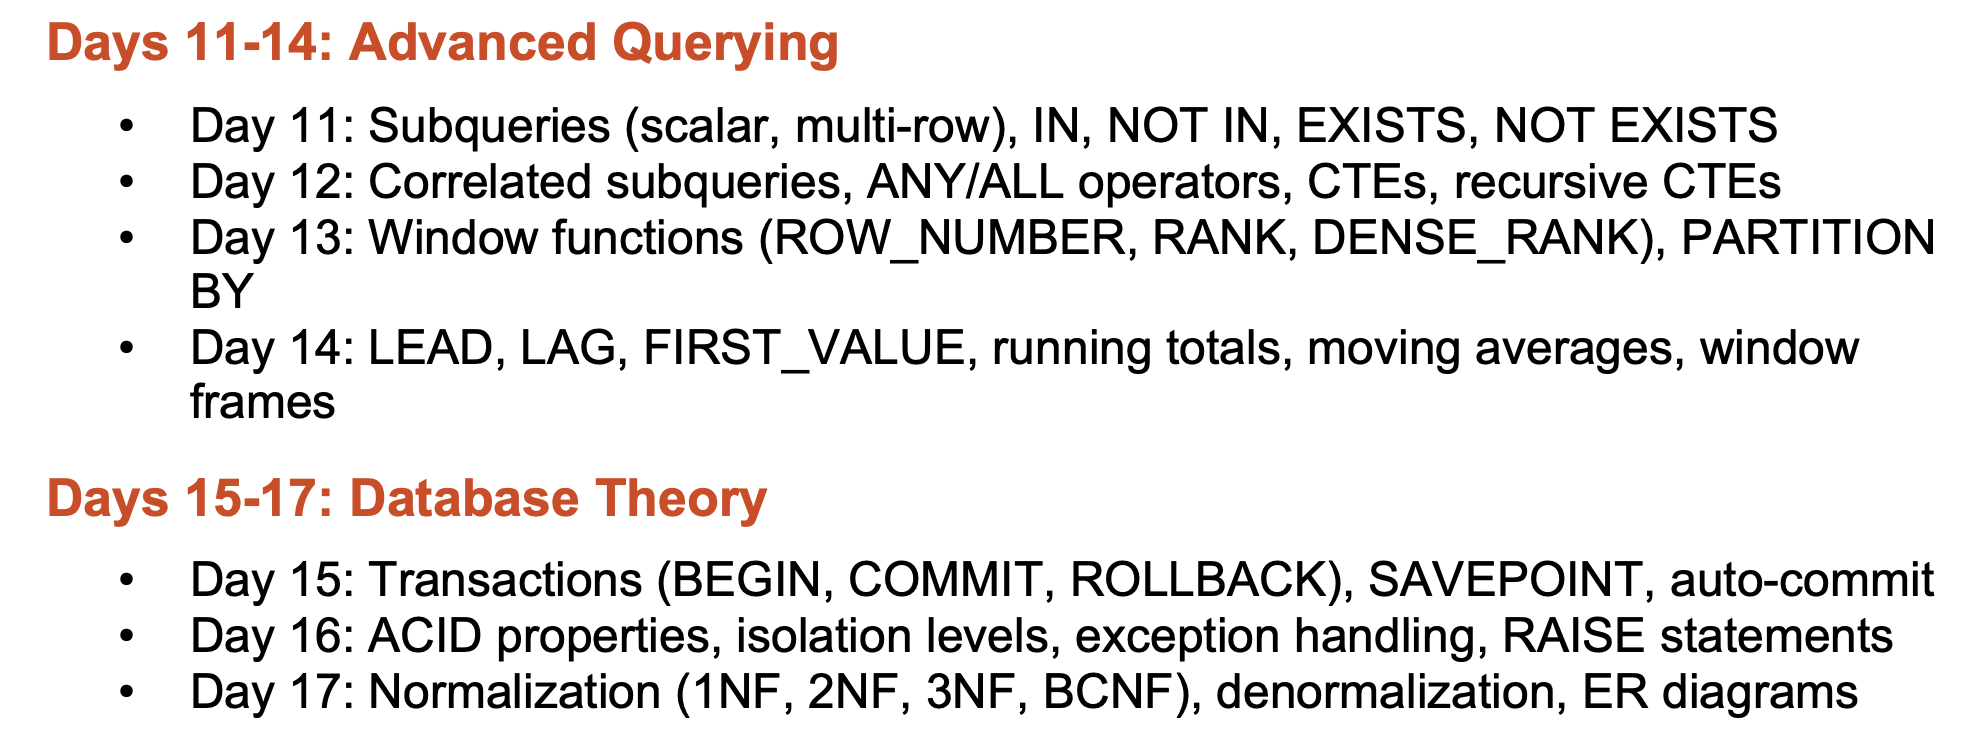 Days 11-14: Advanced Querying
• Day 11: Subqueries (scalar, multi-row), IN, NOT IN, EXISTS, NOT EXISTS
• Day 12: Correlated subqueries, ANY/ALL operators, CTEs, recursive CTEs
• Day 13: Window functions (ROW_NUMBER, RANK, DENSE_RANK), PARTITION
BY
• Day 14: LEAD, LAG, FIRST_VALUE, running totals, moving averages, window
frames
Days 15-17: Database Theory
• Day 15: Transactions (BEGIN, COMMIT, ROLLBACK), SAVEPOINT, auto-commit
• Day 16: ACID properties, isolation levels, exception handling, RAISE statements
• Day 17: Normalization (1NF, 2NF, 3NF, BCNF), denormalization, ER diagrams